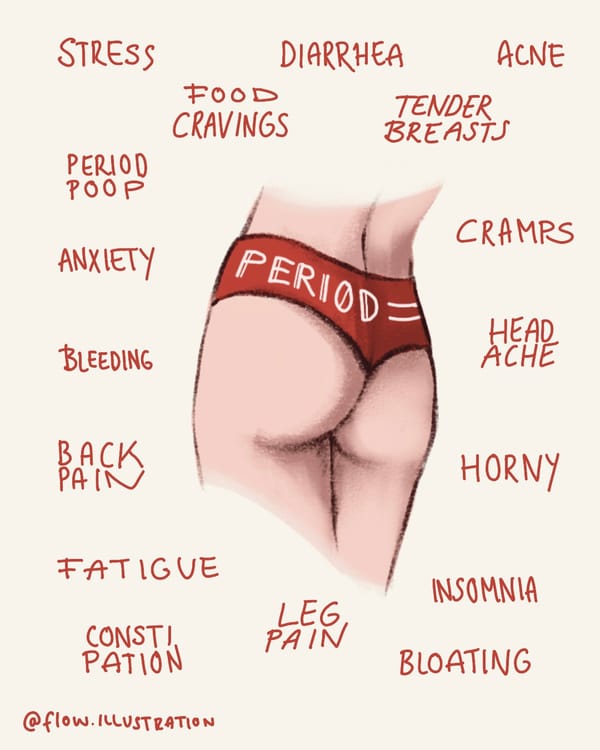 STRESS
DIARRHEA
ACNE
FOOD
CRAVINGS
TENDER
BREASTS
PERIOD
POOP
CRAMPS
ANXIETY
PERIOD =
HEAD
ACHE
BLEEDING
BACK
PAIN
HORNY
FATIGUE
INSOMNIA
LEG
PAIN
CONSTI
PATION
BLOATING
@flow.ILLUSTRATION